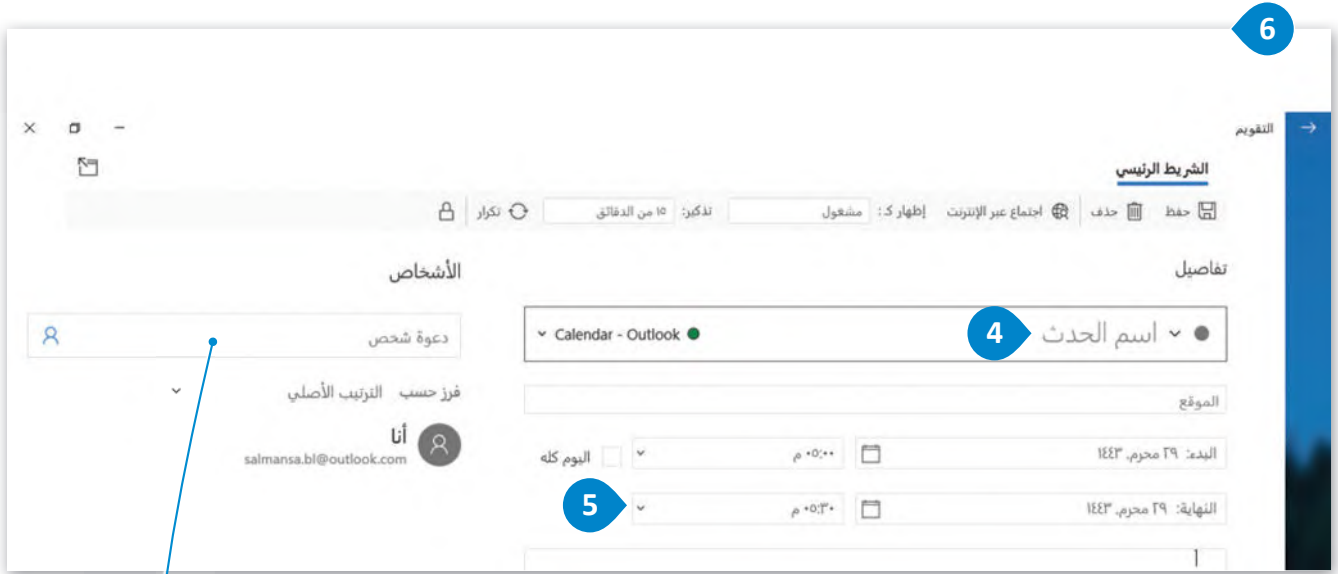 6
التقويم
الشريط الرئيسي
حفظ حذف اجتماع عبر الإنترنت إظهار كـ: مشغول تذكير: ١٥ من الدقائق تكرار
تفاصيل
4 اسم الحدث Calendar - Outlook
الموقع
البدء: ٢٩ محرم، ١٤٤٣ ٠٥:٠٠ م اليوم كله
النهاية: ٢٩ محرم، ١٤٤٣ ٠٥:٣٠ م 5
أ
الأشخاص
دعوة شخص
فرز حسب الترتيب الأصلي
أنا
salmansa.bl@outlook.com